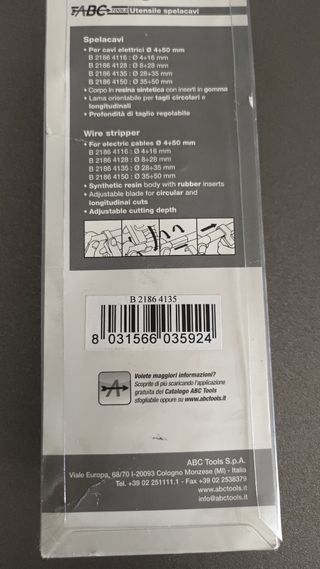 ABC TOOLS Utensile spelacavi
Spelacavi
• Per cavi elettrici Ø 4÷50 mm
B 2186 4116 : Ø 4÷16 mm
B 2186 4128 : Ø 8÷28 mm
B 2186 4135 : Ø 28÷35 mm
B 2186 4150 : Ø 35÷50 mm
• Corpo in resina sintetica con inserti in gomma
• Lama orientabile per tagli circolari e
longitudinali
• Profondità di taglio regolabile
Wire stripper
• For electric cables Ø 4÷50 mm
B 2186 4116 : Ø 4÷16 mm
B 2186 4128 : Ø 8÷28 mm
B 2186 4135 : Ø 28÷35 mm
B 2186 4150 : Ø 35÷50 mm
• Synthetic resin body with rubber inserts
• Adjustable blade for circular and
longitudinal cuts
• Adjustable cutting depth
B 2186 4135
8 031566 035924
Volete maggiori informazioni?
Scoprite di più scaricando l'applicazione
gratuita del Catalogo ABC Tools
sfogliabile oppure su www.abctools.it
ABC Tools S.p.A.
Viale Europa, 68/70 I-20093 Cologno Monzese (MI) - Italia
Tel. +39 02 251111.1 - Fax +39 02 2538379
www.abctools.it
info@abctools.it